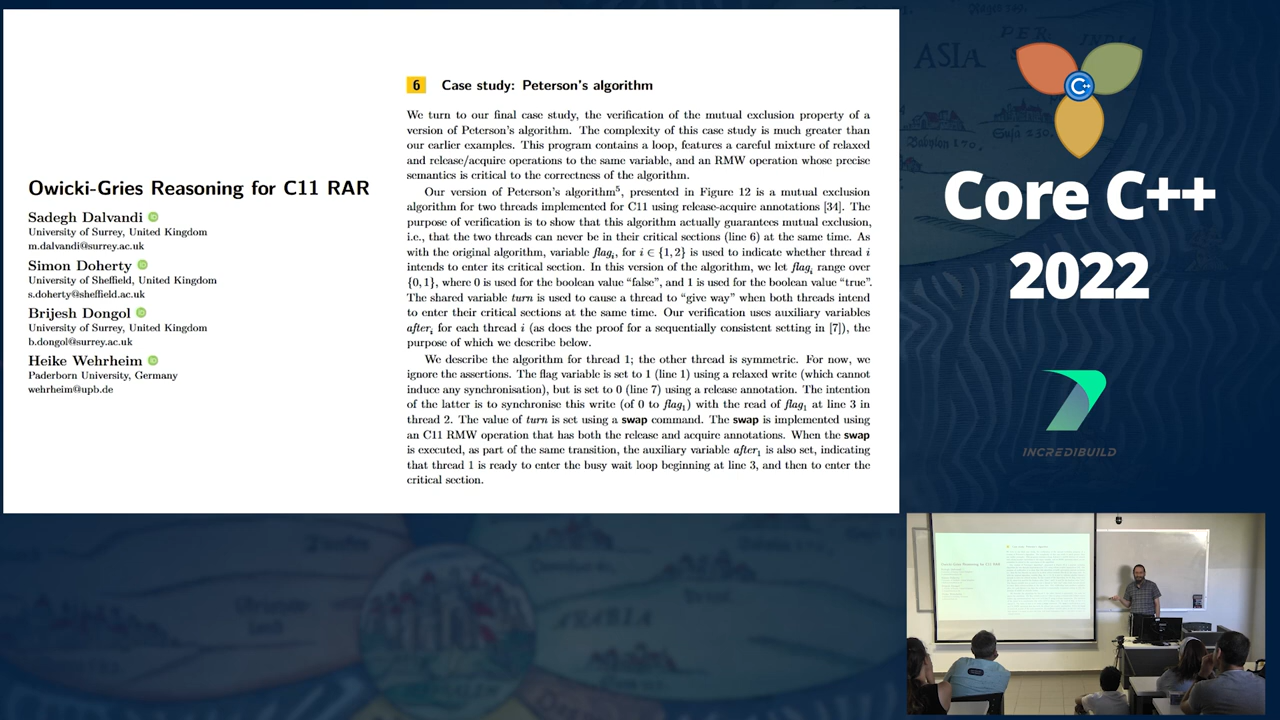 Owicki-Gries Reasoning for C11 RAR
Sadegh Dalvandi
University of Surrey, United Kingdom
m.dalvandi@surrey.ac.uk
Simon Doherty
University of Sheffield, United Kingdom
s.doherty@sheffield.ac.uk
Brijesh Dongol
University of Surrey, United Kingdom
b.dongol@surrey.ac.uk
Heike Wehrheim
Paderborn University, Germany
wehrheim@upb.de
6 Case study: Peterson's algorithm
We turn to our final case study, the verification of the mutual exclusion property of a
version of Peterson's algorithm. The complexity of this case study is much greater than
our earlier examples. This program contains a loop, features a careful mixture of relaxed
and release/acquire operations to the same variable, and an RMW operation whose precise
semantics is critical to the correctness of the algorithm.
Our version of Peterson's algorithm⁵, presented in Figure 12 is a mutual exclusion
algorithm for two threads implemented for C11 using release-acquire annotations [34]. The
purpose of verification is to show that this algorithm actually guarantees mutual exclusion,
i.e., that the two threads can never be in their critical sections (line 6) at the same time. As
with the original algorithm, variable flagᵢ, for i ∈ {1, 2} is used to indicate whether thread i
intends to enter its critical section. In this version of the algorithm, we let flagᵢ range over
{0, 1}, where 0 is used for the boolean value “false”, and 1 is used for the boolean value “true”.
The shared variable turn is used to cause a thread to “give way” when both threads intend
to enter their critical sections at the same time. Our verification uses auxiliary variables
afterᵢ for each thread i (as does the proof for a sequentially consistent setting in [7]), the
purpose of which we describe below.
We describe the algorithm for thread 1; the other thread is symmetric. For now, we
ignore the assertions. The flag variable is set to 1 (line 1) using a relaxed write (which cannot
induce any synchronisation), but is set to 0 (line 7) using a release annotation. The intention
of the latter is to synchronise this write (of 0 to flag₁) with the read of flag₁ at line 3 in
thread 2. The value of turn is set using a swap command. The swap is implemented using
an C11 RMW operation that has both the release and acquire annotations. When the swap
is executed, as part of the same transition, the auxiliary variable after₁ is also set, indicating
that thread 1 is ready to enter the busy wait loop beginning at line 3, and then to enter the
critical section.
C++
Core C++
2022
INCREDIBUILD
ASIA
PER
INDIA
Babylon
ARABIA